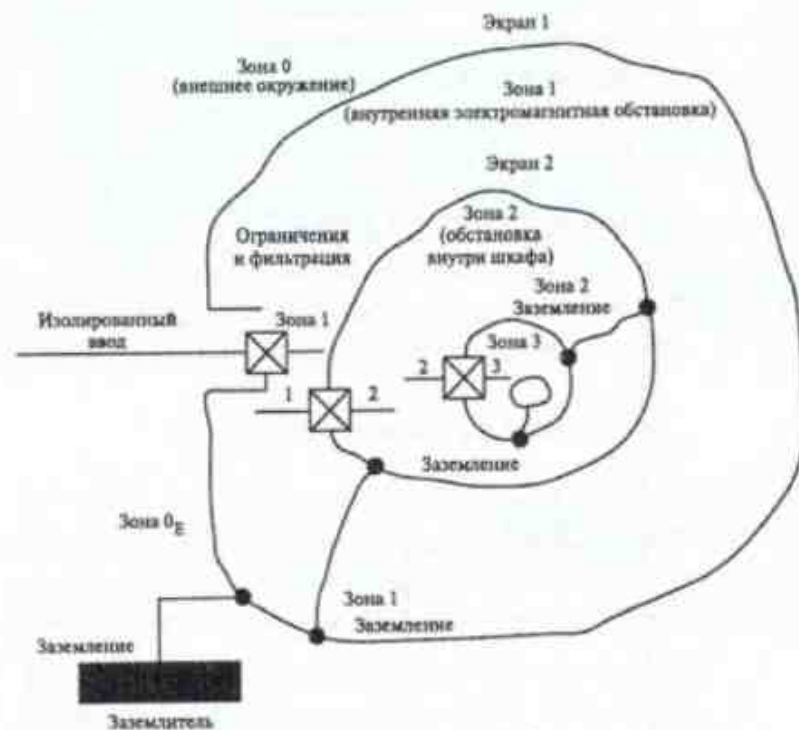 Экран 1
Зона 0
(внешнее окружение)
Зона 1
(внутренняя электромагнитная обстановка)
Экран 2
Зона 2
(обстановка
внутри шкафа)
Ограничения
и фильтрация
Зона 2
Заземление
Изолированный
ввод
Зона 1
Зона 3
2
3
1
2
Заземление
Зона 0E
Зона 1
Заземление
Заземление
Заземлитель